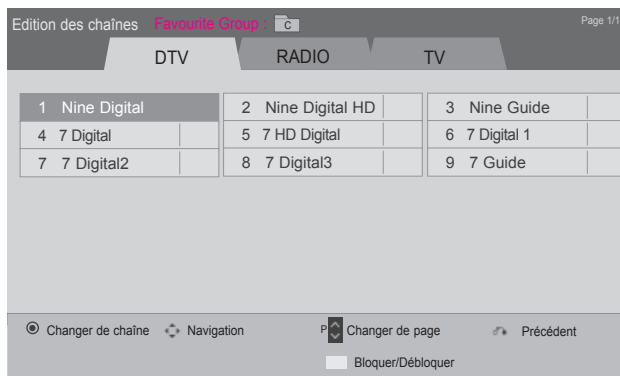 Edition des chaînes Favourite Group : C Page 1/1
DTV RADIO TV
1 Nine Digital 2 Nine Digital HD 3 Nine Guide
4 7 Digital 5 7 HD Digital 6 7 Digital 1
7 7 Digital2 8 7 Digital3 9 7 Guide
Changer de chaîne Navigation P Changer de page Précédent
Bloquer/Débloquer